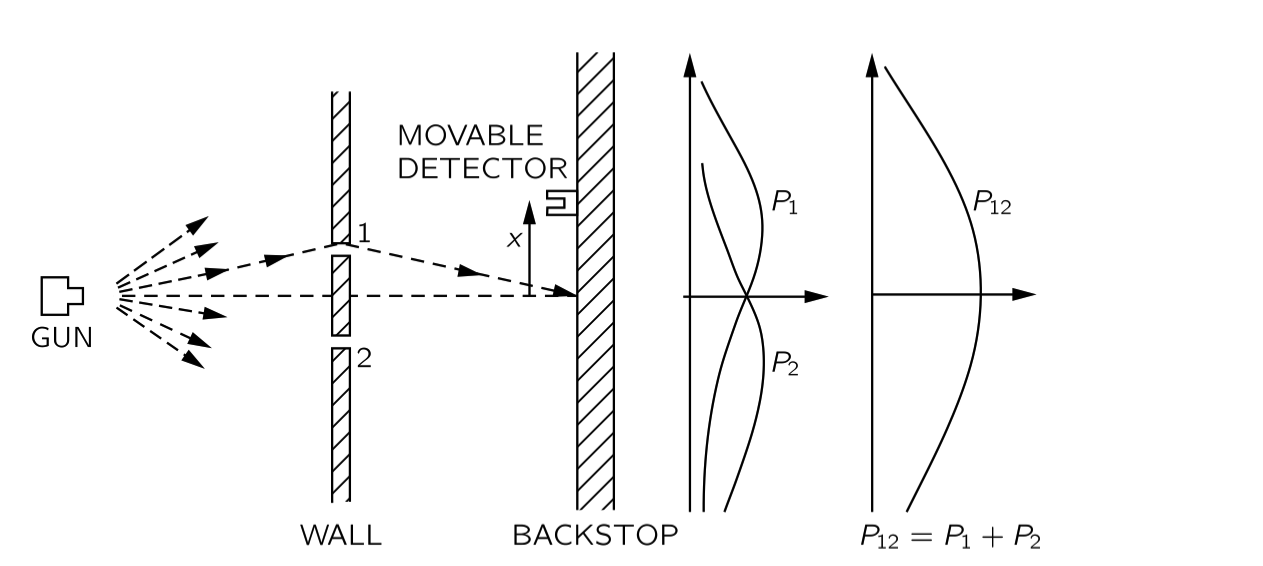 MOVABLE
DETECTOR
1
x
P₁
P₁₂
GUN
2
P₂
WALL
BACKSTOP
P₁₂ = P₁ + P₂